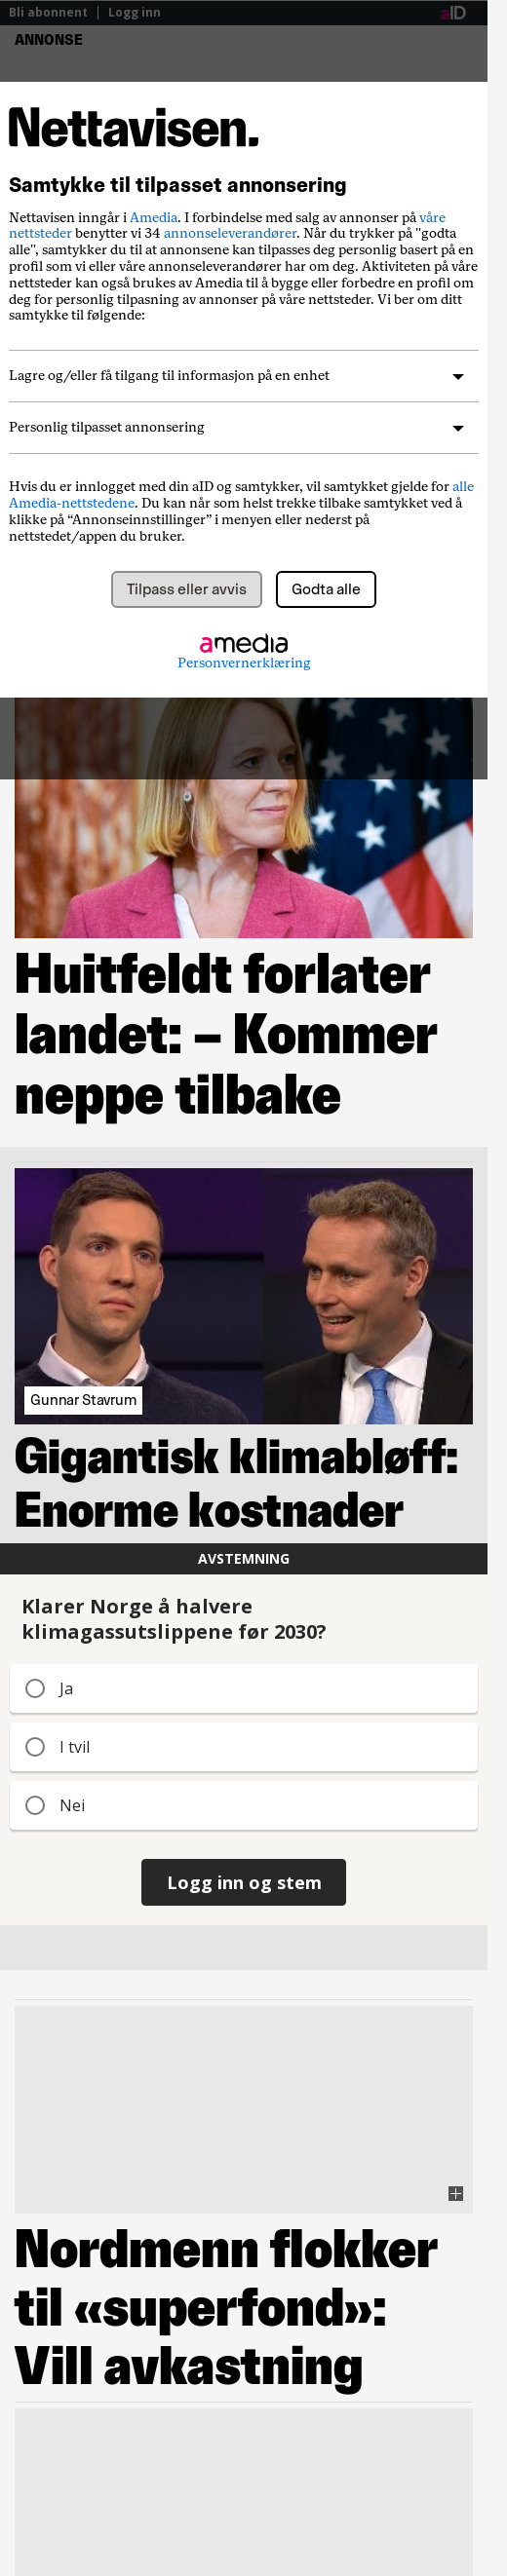 Bli abonnent | Logg inn aID
ANNONSE
Nettavisen.
Samtykke til tilpasset annonsering
Nettavisen inngår i Amedia. I forbindelse med salg av annonser på våre
nettsteder benytter vi 34 annonseleverandører. Når du trykker på "godta
alle", samtykker du til at annonsene kan tilpasses deg personlig basert på en
profil som vi eller våre annonseleverandører har om deg. Aktiviteten på våre
nettsteder kan også brukes av Amedia til å bygge eller forbedre en profil om
deg for personlig tilpasning av annonser på våre nettsteder. Vi ber om ditt
samtykke til følgende:
Lagre og/eller få tilgang til informasjon på en enhet
Personlig tilpasset annonsering
Hvis du er innlogget med din aID og samtykker, vil samtykket gjelde for alle
Amedia-nettstedene. Du kan når som helst trekke tilbake samtykket ved å
klikke på “Annonseinnstillinger” i menyen eller nederst på
nettstedet/appen du bruker.
Tilpass eller avvis Godta alle
amedia
Personvernerklæring
Huitfeldt forlater
landet: – Kommer
neppe tilbake
Gunnar Stavrum
Gigantisk klimabløff:
Enorme kostnader
AVSTEMNING
Klarer Norge å halvere
klimagassutslippene før 2030?
Ja
I tvil
Nei
Logg inn og stem
Nordmenn flokker
til «superfond»:
Vill avkastning